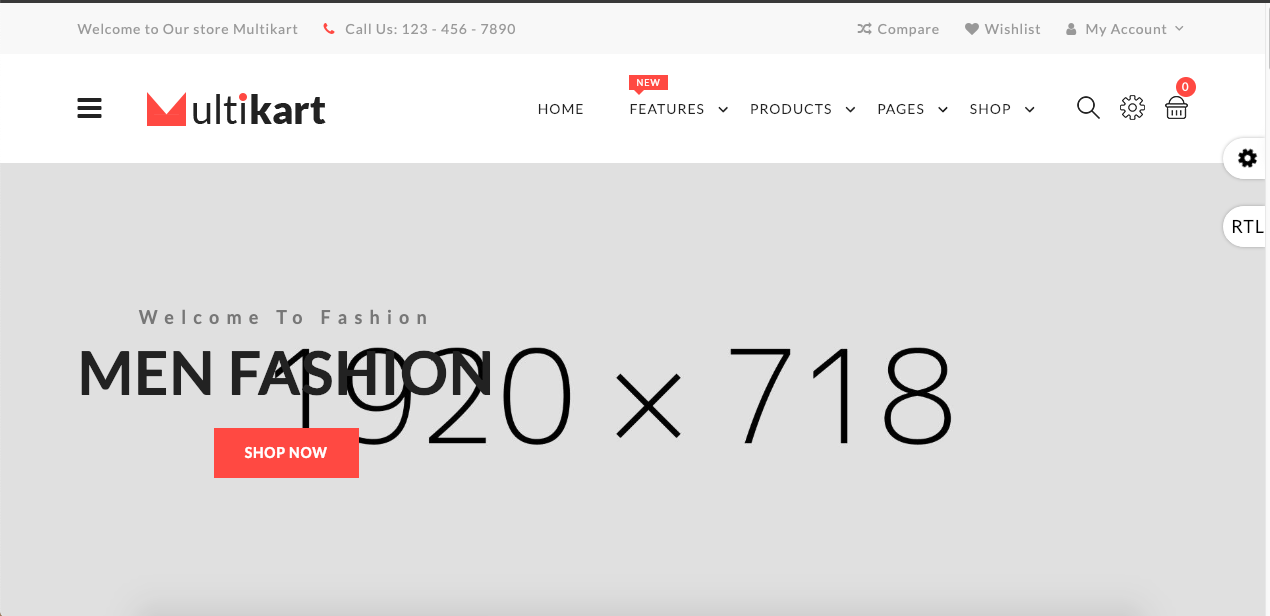 Welcome to Our store Multikart Call Us: 123 - 456 - 7890 Compare Wishlist My Account
Multikart HOME NEW FEATURES PRODUCTS PAGES SHOP 0
RTL
Welcome To Fashion
MEN FASHION
1920 × 718
SHOP NOW